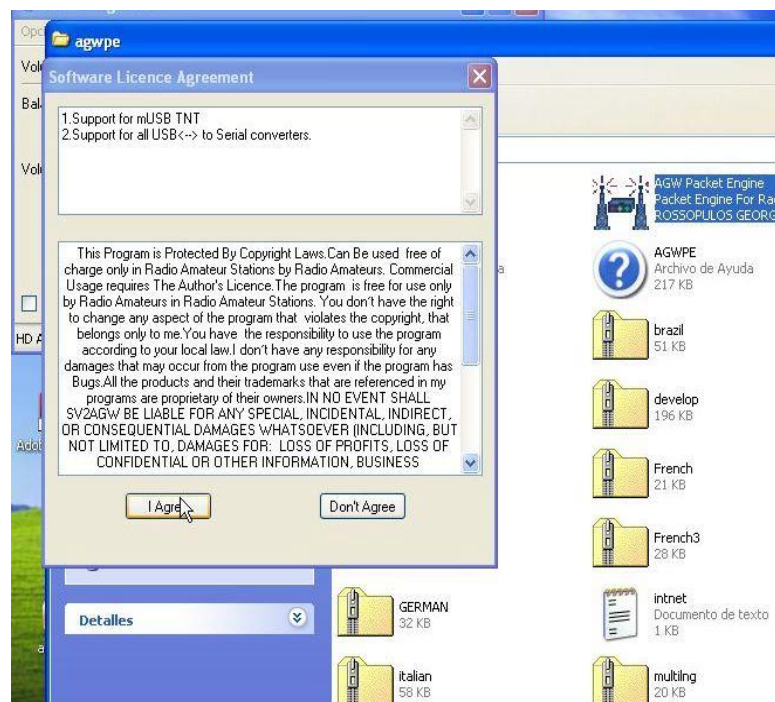 agwpe
Software Licence Agreement
1.Support for mUSB TNT
2.Support for all USB<--> to Serial converters.
This Program is Protected By Copyright Laws.Can Be used free of
charge only in Radio Amateur Stations by Radio Amateurs. Commercial
Usage requires The Author's Licence.The program is free for use only
by Radio Amateurs in Radio Amateur Stations. You don't have the right
to change any aspect of the program that violates the copyright, that
belongs only to me.You have the responsibility to use the program
according to your local law.I don't have any responsibility for any
damages that may occur from the program use even if the program has
Bugs.All the products and their trademarks that are referenced in my
programs are proprietary of their owners.IN NO EVENT SHALL
SV2AGW BE LIABLE FOR ANY SPECIAL, INCIDENTAL, INDIRECT,
OR CONSEQUENTIAL DAMAGES WHATSOEVER (INCLUDING, BUT
NOT LIMITED TO, DAMAGES FOR: LOSS OF PROFITS, LOSS OF
CONFIDENTIAL OR OTHER INFORMATION, BUSINESS
I Agree
Don't Agree
Detalles
AGW Packet Engine
Packet Engine For Rad
ROSSOPULOS GEORG
AGWPE
Archivo de Ayuda
217 KB
brazil
51 KB
develop
196 KB
French
21 KB
French3
28 KB
GERMAN
32 KB
intnet
Documento de texto
1 KB
italian
58 KB
multilng
20 KB